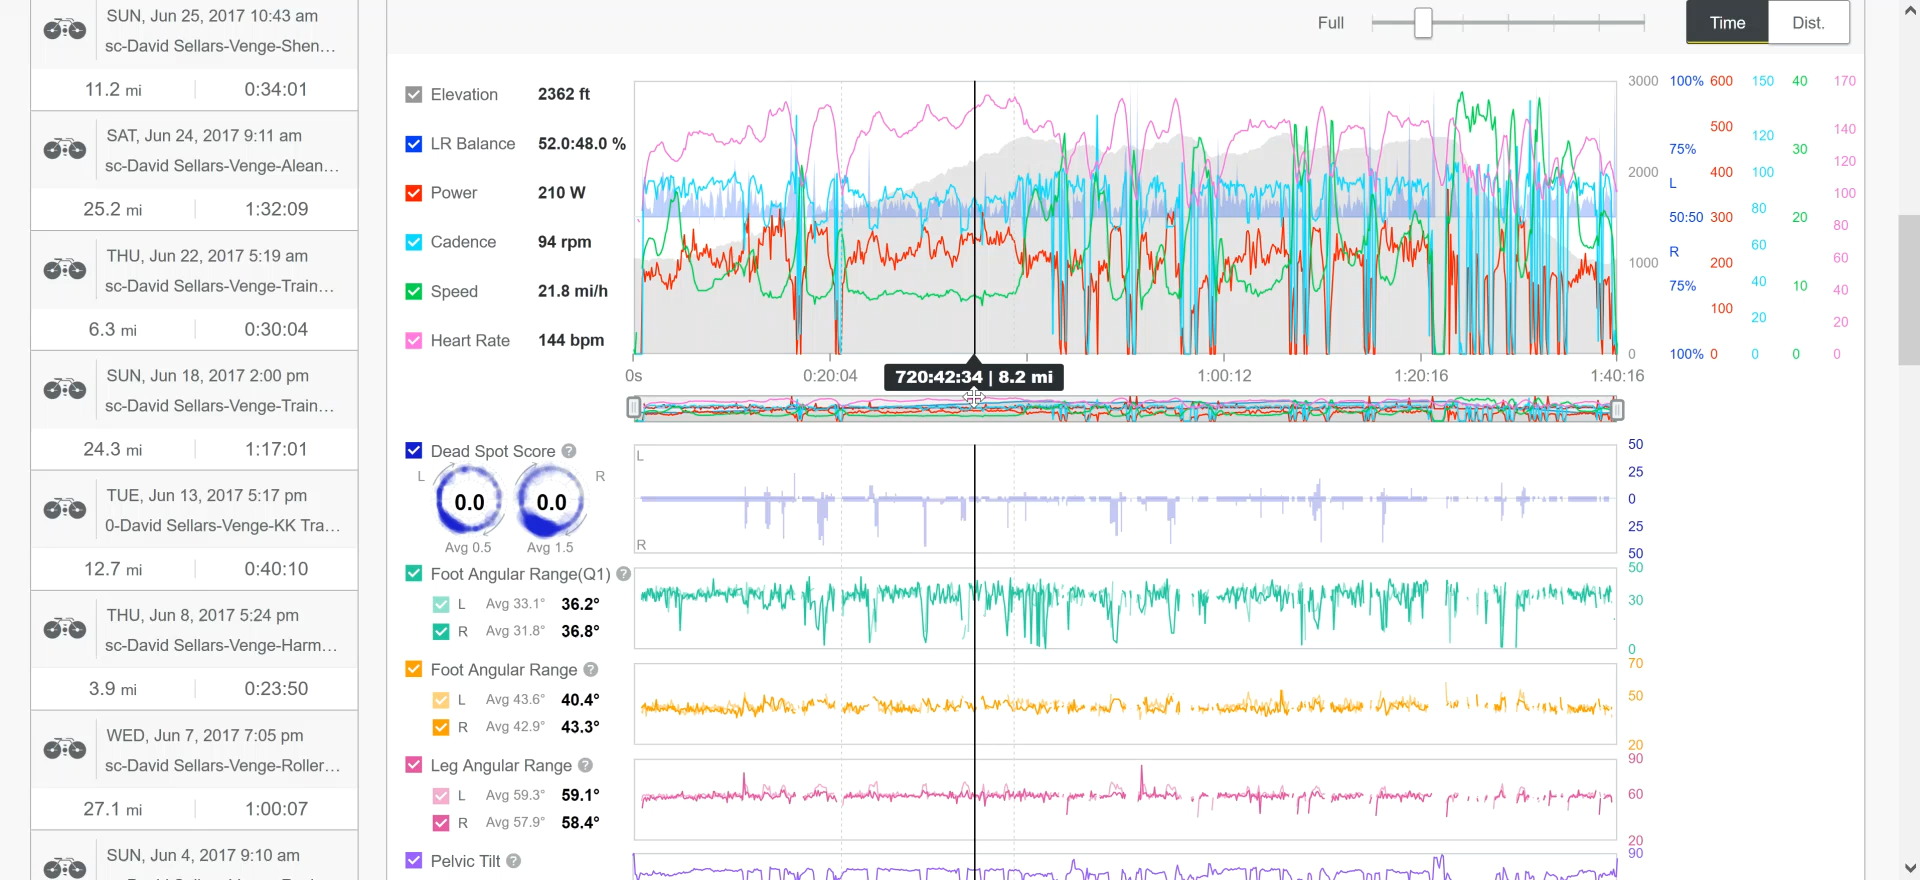 SUN, Jun 25, 2017 10:43 am
sc-David Sellars-Venge-Shen…
11.2 mi 0:34:01
SAT, Jun 24, 2017 9:11 am
sc-David Sellars-Venge-Alean…
25.2 mi 1:32:09
THU, Jun 22, 2017 5:19 am
sc-David Sellars-Venge-Train…
6.3 mi 0:30:04
SUN, Jun 18, 2017 2:00 pm
sc-David Sellars-Venge-Train…
24.3 mi 1:17:01
TUE, Jun 13, 2017 5:17 pm
0-David Sellars-Venge-KK Tra…
12.7 mi 0:40:10
THU, Jun 8, 2017 5:24 pm
sc-David Sellars-Venge-Harm…
3.9 mi 0:23:50
WED, Jun 7, 2017 7:05 pm
sc-David Sellars-Venge-Roller…
27.1 mi 1:00:07
SUN, Jun 4, 2017 9:10 am
Full Time Dist.
Elevation 2362 ft
LR Balance 52.0:48.0 %
Power 210 W
Cadence 94 rpm
Speed 21.8 mi/h
Heart Rate 144 bpm
3000 100% 600 150 40 170
500
120 140
75% 30
120
2000 400 100
L 100
80
50:50 300 20
80
R 60
1000 200 60
75% 40 10 40
100
20 20
0 100% 0 0 0 0
0s 0:20:04 720:42:34 | 8.2 mi 1:00:12 1:20:16 1:40:16
Dead Spot Score ?
L R
0.0 0.0
Avg 0.5 Avg 1.5
L
R
50
25
0
25
50
Foot Angular Range(Q1) ?
L Avg 33.1° 36.2°
R Avg 31.8° 36.8°
50
30
0
Foot Angular Range ?
L Avg 43.6° 40.4°
R Avg 42.9° 43.3°
70
50
20
Leg Angular Range ?
L Avg 59.3° 59.1°
R Avg 57.9° 58.4°
90
60
20
Pelvic Tilt ?
90